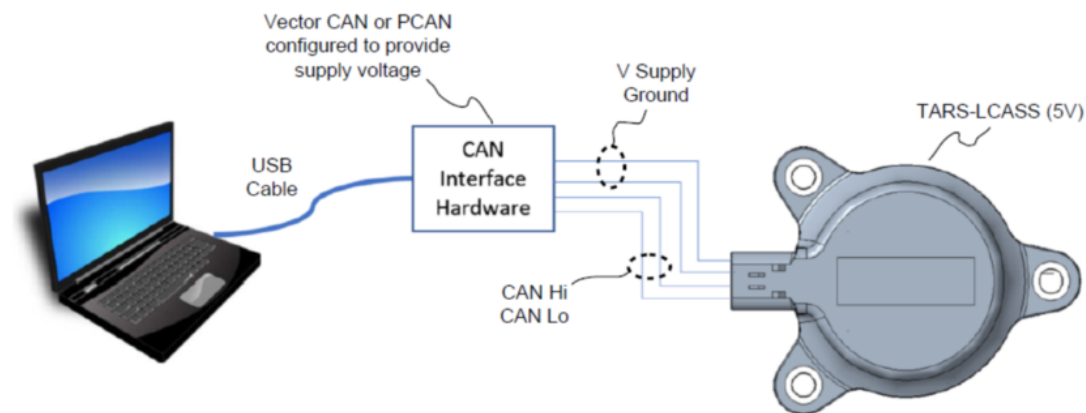 Vector CAN or PCAN
configured to provide
supply voltage
V Supply
Ground
TARS-LCASS (5V)
USB
Cable
CAN
Interface
Hardware
CAN Hi
CAN Lo